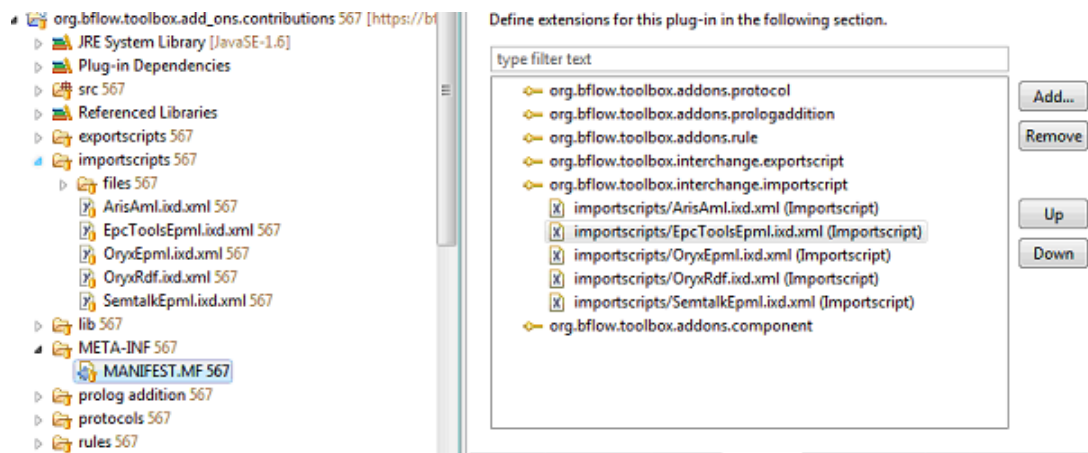 org.bflow.toolbox.add_ons.contributions 567 [https://bf
JRE System Library [JavaSE-1.6]
Plug-in Dependencies
src 567
Referenced Libraries
exportscripts 567
importscripts 567
files 567
ArisAml.ixd.xml 567
EpcToolsEpml.ixd.xml 567
OryxEpml.ixd.xml 567
OryxRdf.ixd.xml 567
SemtalkEpml.ixd.xml 567
lib 567
META-INF 567
MANIFEST.MF 567
prolog addition 567
protocols 567
rules 567
Define extensions for this plug-in in the following section.
type filter text
org.bflow.toolbox.addons.protocol
org.bflow.toolbox.addons.prologaddition
org.bflow.toolbox.addons.rule
org.bflow.toolbox.interchange.exportscript
org.bflow.toolbox.interchange.importscript
importscripts/ArisAml.ixd.xml (Importscript)
importscripts/EpcToolsEpml.ixd.xml (Importscript)
importscripts/OryxEpml.ixd.xml (Importscript)
importscripts/OryxRdf.ixd.xml (Importscript)
importscripts/SemtalkEpml.ixd.xml (Importscript)
org.bflow.toolbox.addons.component
Add...
Remove
Up
Down